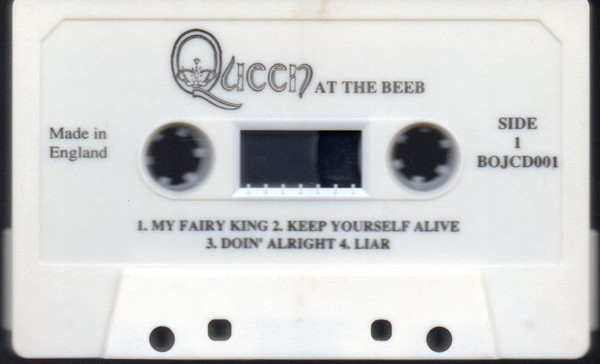 Queen AT THE BEEB
Made in
England
SIDE
1
BOJCD001
1. MY FAIRY KING 2. KEEP YOURSELF ALIVE
3. DOIN' ALRIGHT 4. LIAR